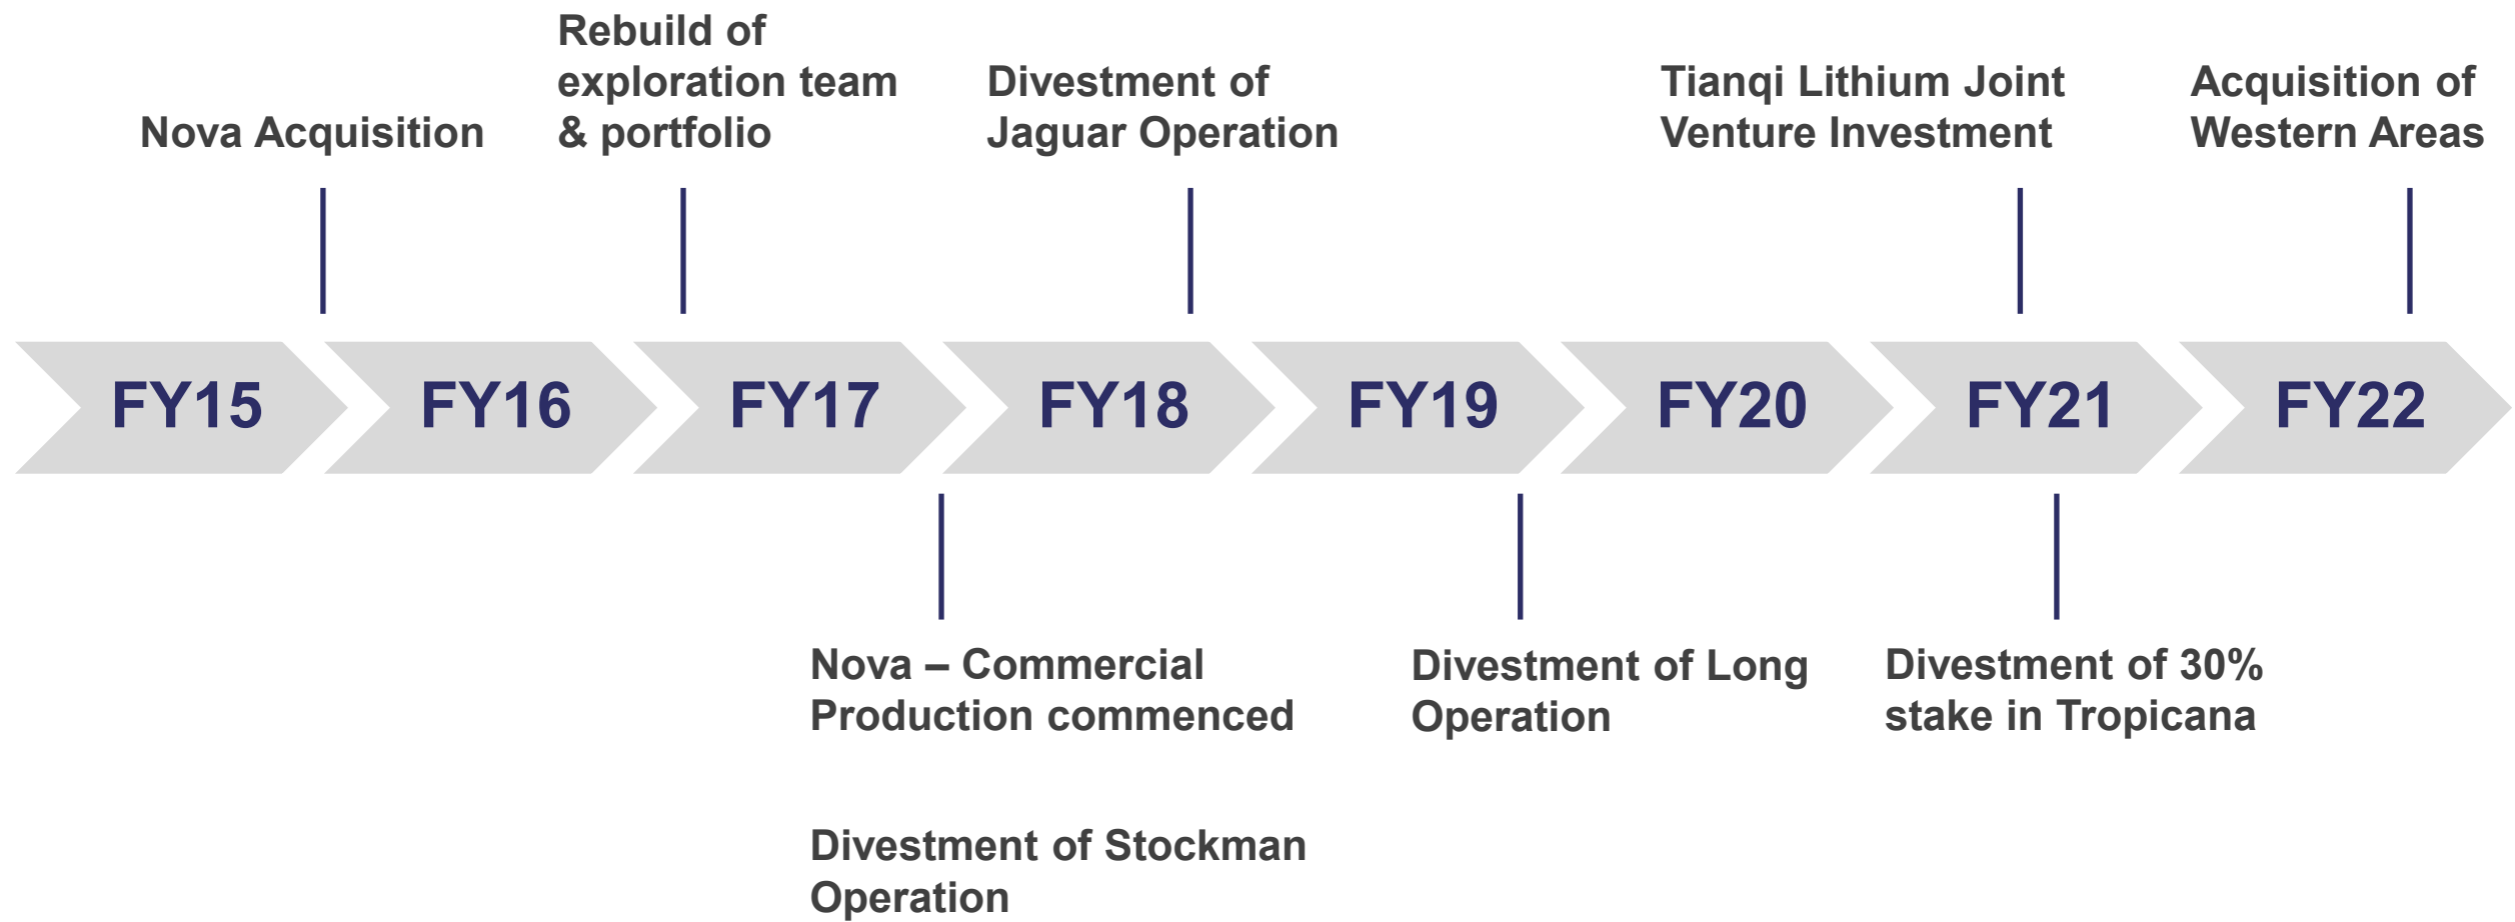 Nova Acquisition
Rebuild of
exploration team
& portfolio
Divestment of
Jaguar Operation
Tianqi Lithium Joint
Venture Investment
Acquisition of
Western Areas
FY15
FY16
FY17
FY18
FY19
FY20
FY21
FY22
Nova – Commercial
Production commenced
Divestment of Stockman
Operation
Divestment of Long
Operation
Divestment of 30%
stake in Tropicana